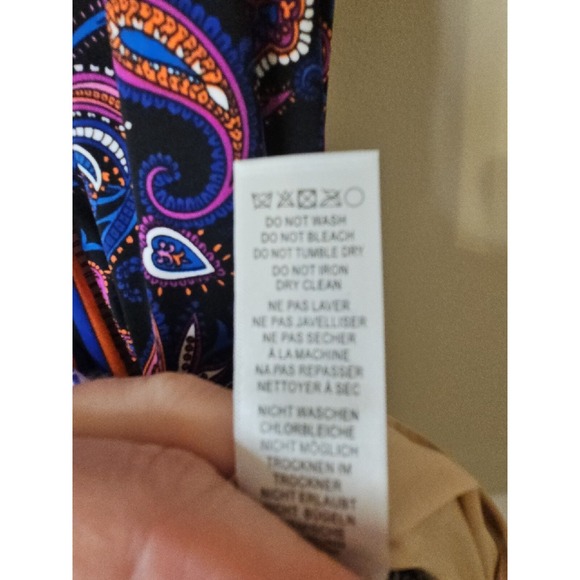 DO NOT WASH
DO NOT BLEACH
DO NOT TUMBLE DRY
DO NOT IRON
DRY CLEAN
NE PAS LAVER
NE PAS JAVELLISER
NE PAS SECHER
À LA MACHINE
NA PAS REPASSER
NETTOYER À SEC
NICHT WASCHEN
CHLORBLEICHE
NICHT MÖGLICH
TROCKNEN IM
TROCKNER
NICHT ERLAUBT
NICHT, BÜGELN